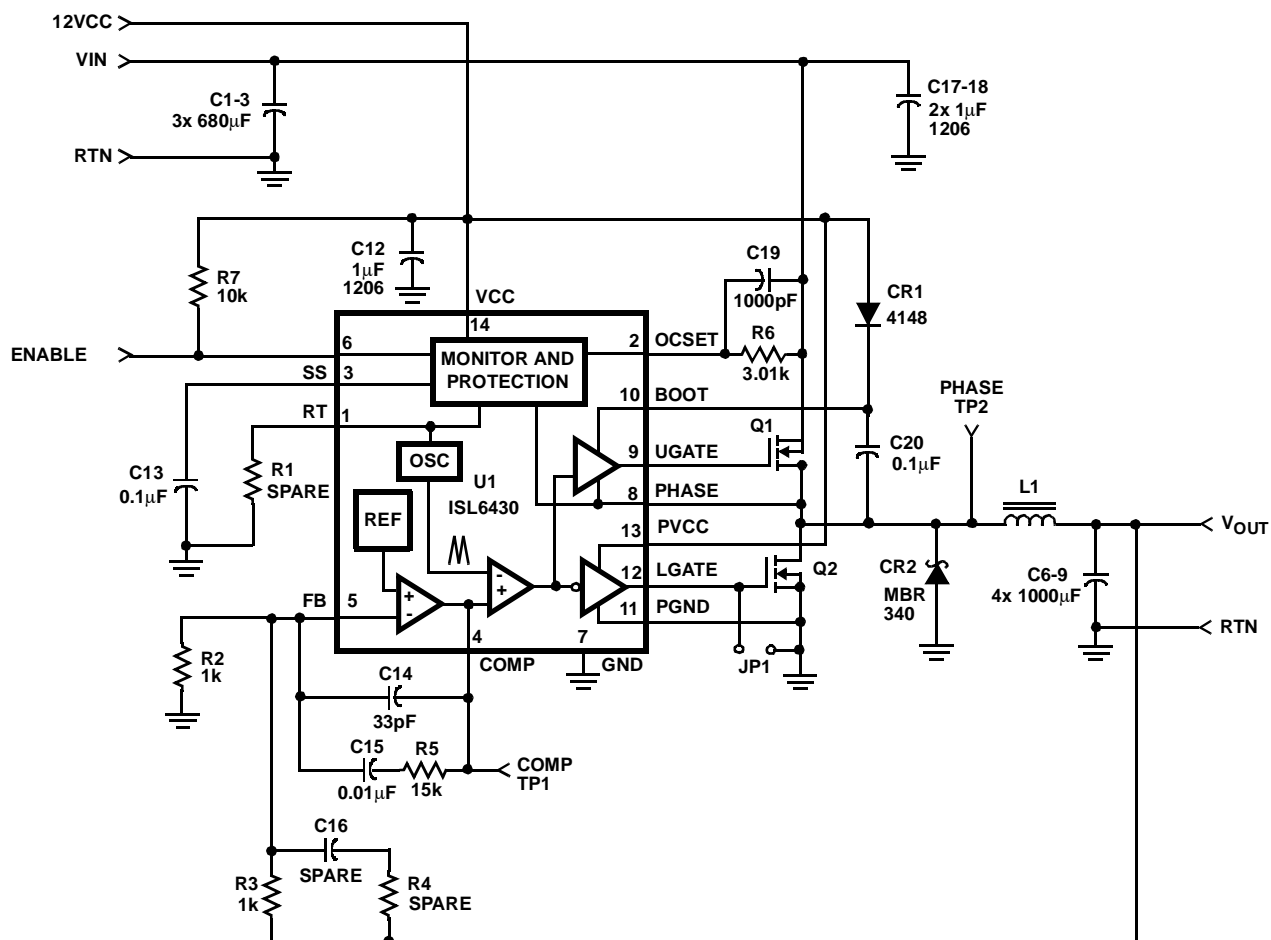 12VCC
VIN
C1-3
3x 680μF
RTN
C17-18
2x 1μF
1206
C12
1μF
1206
R7
10k
VCC
14
C19
1000pF
CR1
4148
ENABLE
6
MONITOR AND
PROTECTION
2
OCSET
R6
3.01k
SS
3
RT
1
10
BOOT
PHASE
TP2
Q1
C13
0.1μF
R1
SPARE
OSC
U1
ISL6430
9
UGATE
C20
0.1μF
8
PHASE
L1
REF
13
PVCC
VOUT
+
-
-
+
12
LGATE
Q2
CR2
MBR
340
C6-9
4x 1000μF
FB
5
11
PGND
RTN
4
COMP
7
GND
JP1
R2
1k
C14
33pF
C15
0.01μF
R5
15k
COMP
TP1
C16
SPARE
R3
1k
R4
SPARE